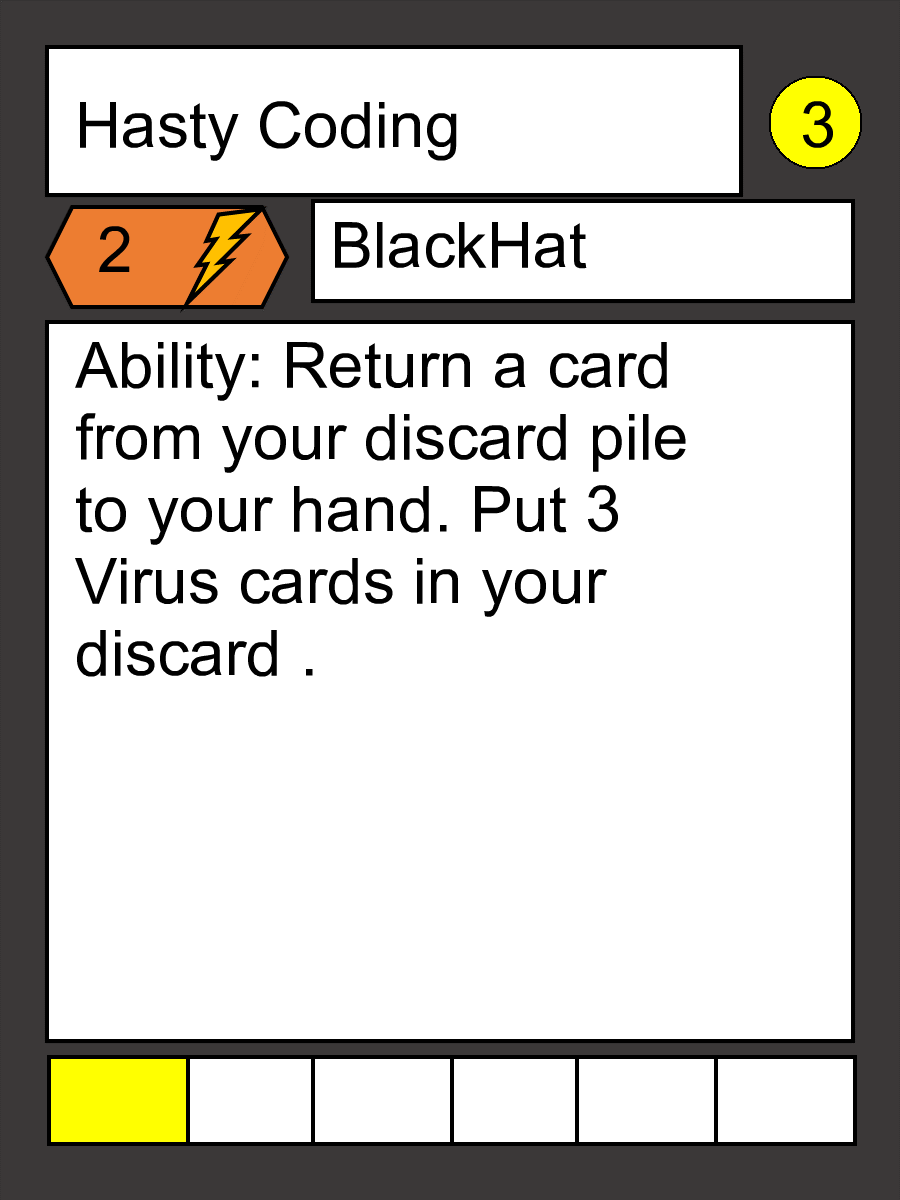 Hasty Coding
3
2
BlackHat
Ability: Return a card
from your discard pile
to your hand. Put 3
Virus cards in your
discard .